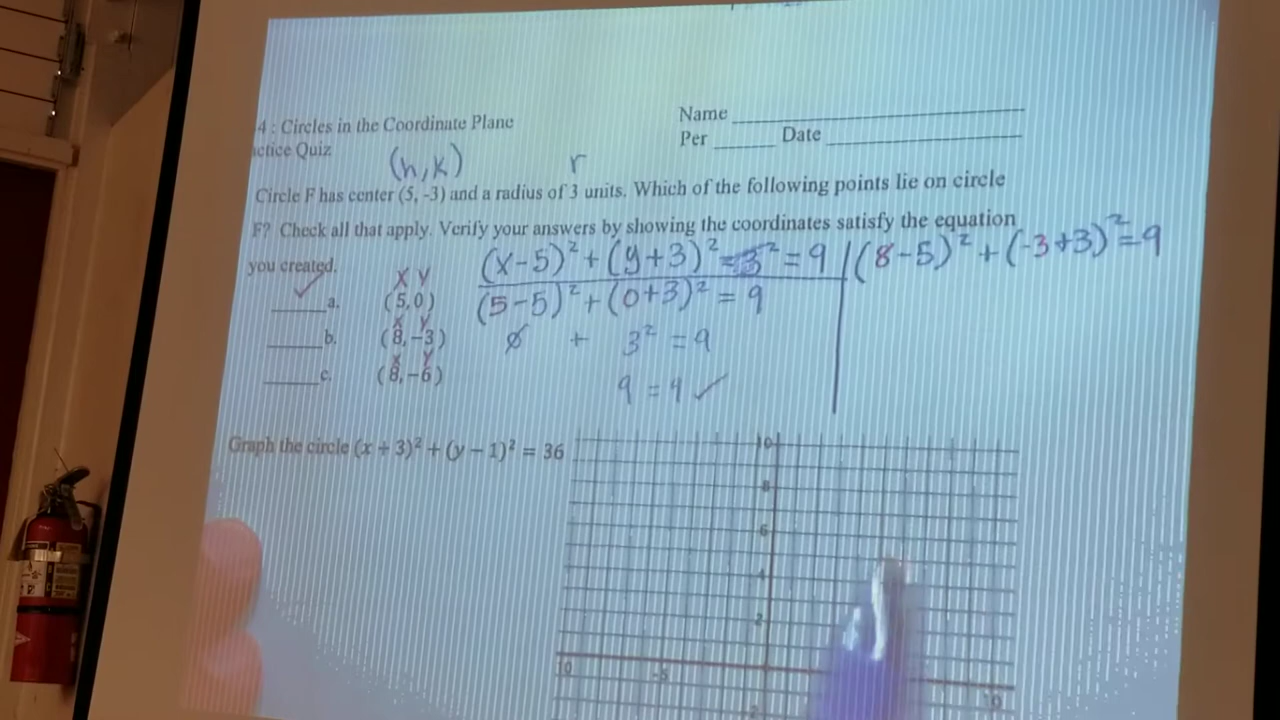 4 : Circles in the Coordinate Plane
Name
ctice Quiz
Per Date
(h,k) r
Circle F has center (5, -3) and a radius of 3 units. Which of the following points lie on circle
F? Check all that apply. Verify your answers by showing the coordinates satisfy the equation
you created.
(x-5)² + (y+3)² = 3² = 9
(8-5)² + (-3+3)² = 9
X Y
✓ a. (5,0)
(5-5)² + (0+3)² = 9
x y
b. (8,-3)
0 + 3² = 9
x y
c. (8,-6)
9 = 9 ✓
Graph the circle (x + 3)² + (y − 1)² = 36
10
8
6
4
2
10 -5 10